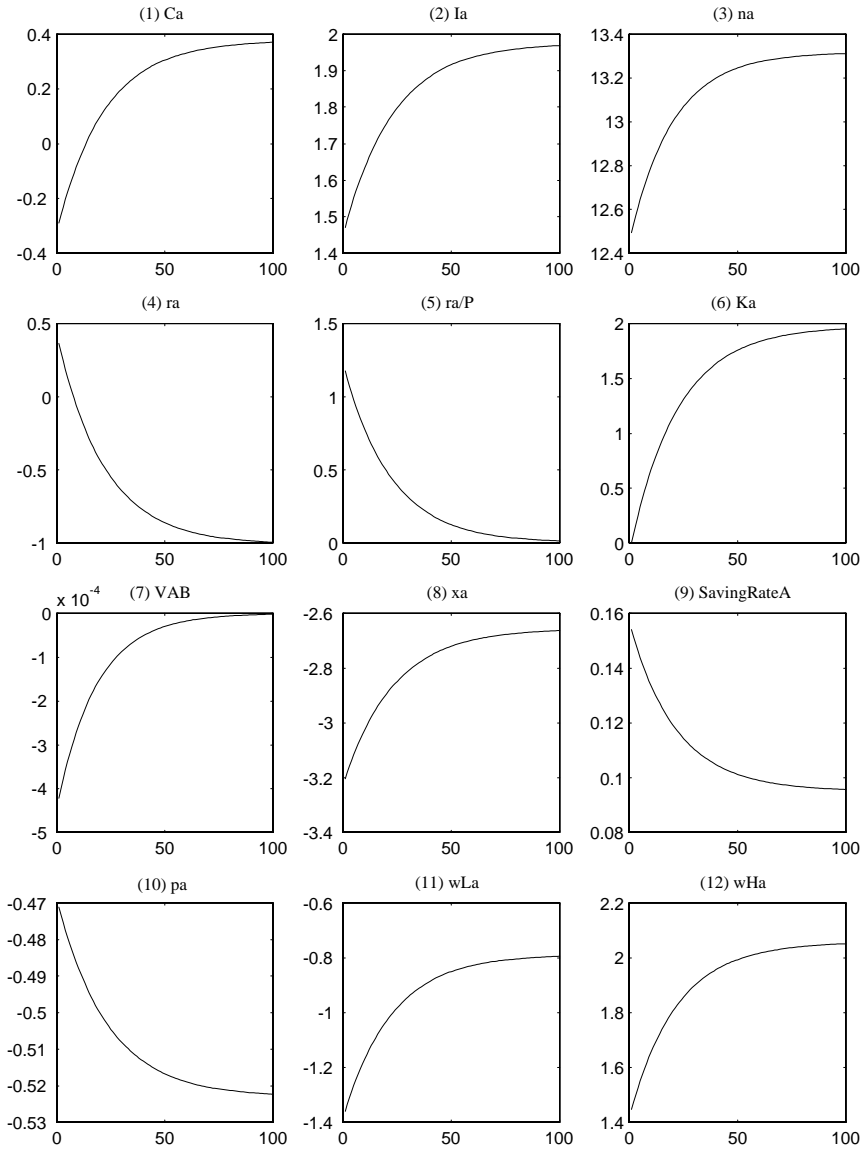 (1) Ca
0.4
0.2
0
-0.2
-0.4
0 50 100
(2) Ia
2
1.9
1.8
1.7
1.6
1.5
1.4
0 50 100
(3) na
13.4
13.2
13
12.8
12.6
12.4
0 50 100
(4) ra
0.5
0
-0.5
-1
0 50 100
(5) ra/P
1.5
1
0.5
0
0 50 100
(6) Ka
2
1.5
1
0.5
0
0 50 100
(7) VAB
x 10-4
0
-1
-2
-3
-4
-5
0 50 100
(8) xa
-2.6
-2.8
-3
-3.2
-3.4
0 50 100
(9) SavingRateA
0.16
0.14
0.12
0.1
0.08
0 50 100
(10) pa
-0.47
-0.48
-0.49
-0.5
-0.51
-0.52
-0.53
0 50 100
(11) wLa
-0.6
-0.8
-1
-1.2
-1.4
0 50 100
(12) wHa
2.2
2
1.8
1.6
1.4
0 50 100